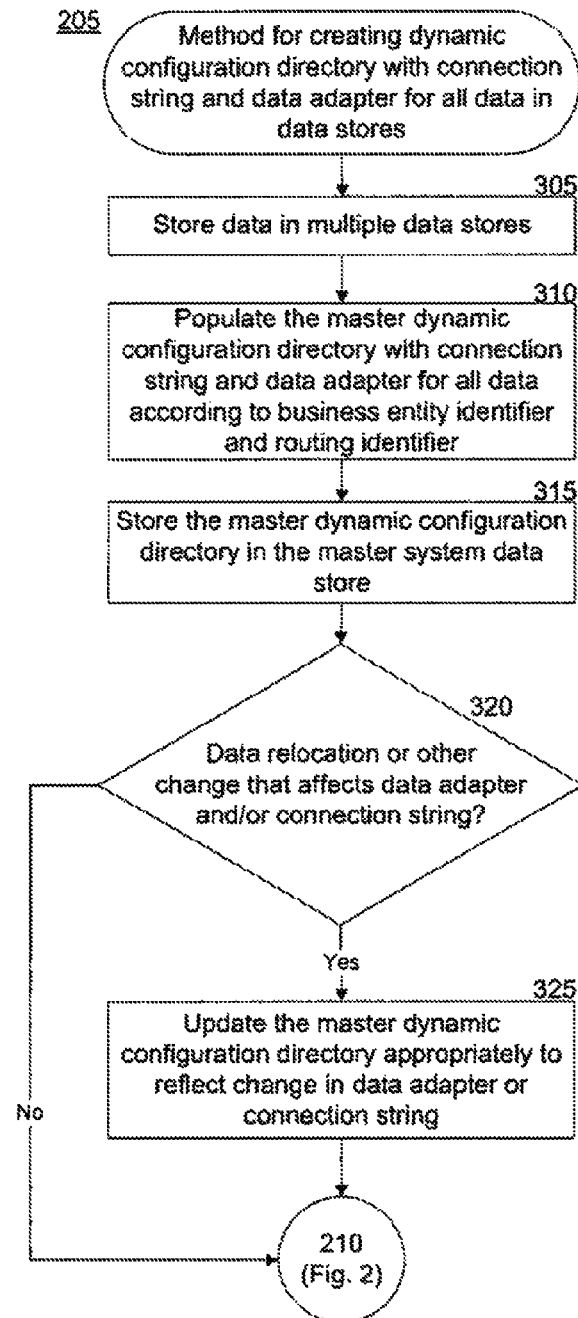 205
Method for creating dynamic
configuration directory with connection
string and data adapter for all data in
data stores
305
Store data in multiple data stores
310
Populate the master dynamic
configuration directory with connection
string and data adapter for all data
according to business entity identifier
and routing identifier
315
Store the master dynamic configuration
directory in the master system data
store
320
Data relocation or other
change that affects data adapter
and/or connection string?
Yes
325
Update the master dynamic
configuration directory appropriately to
reflect change in data adapter or
connection string
No
210
(Fig. 2)